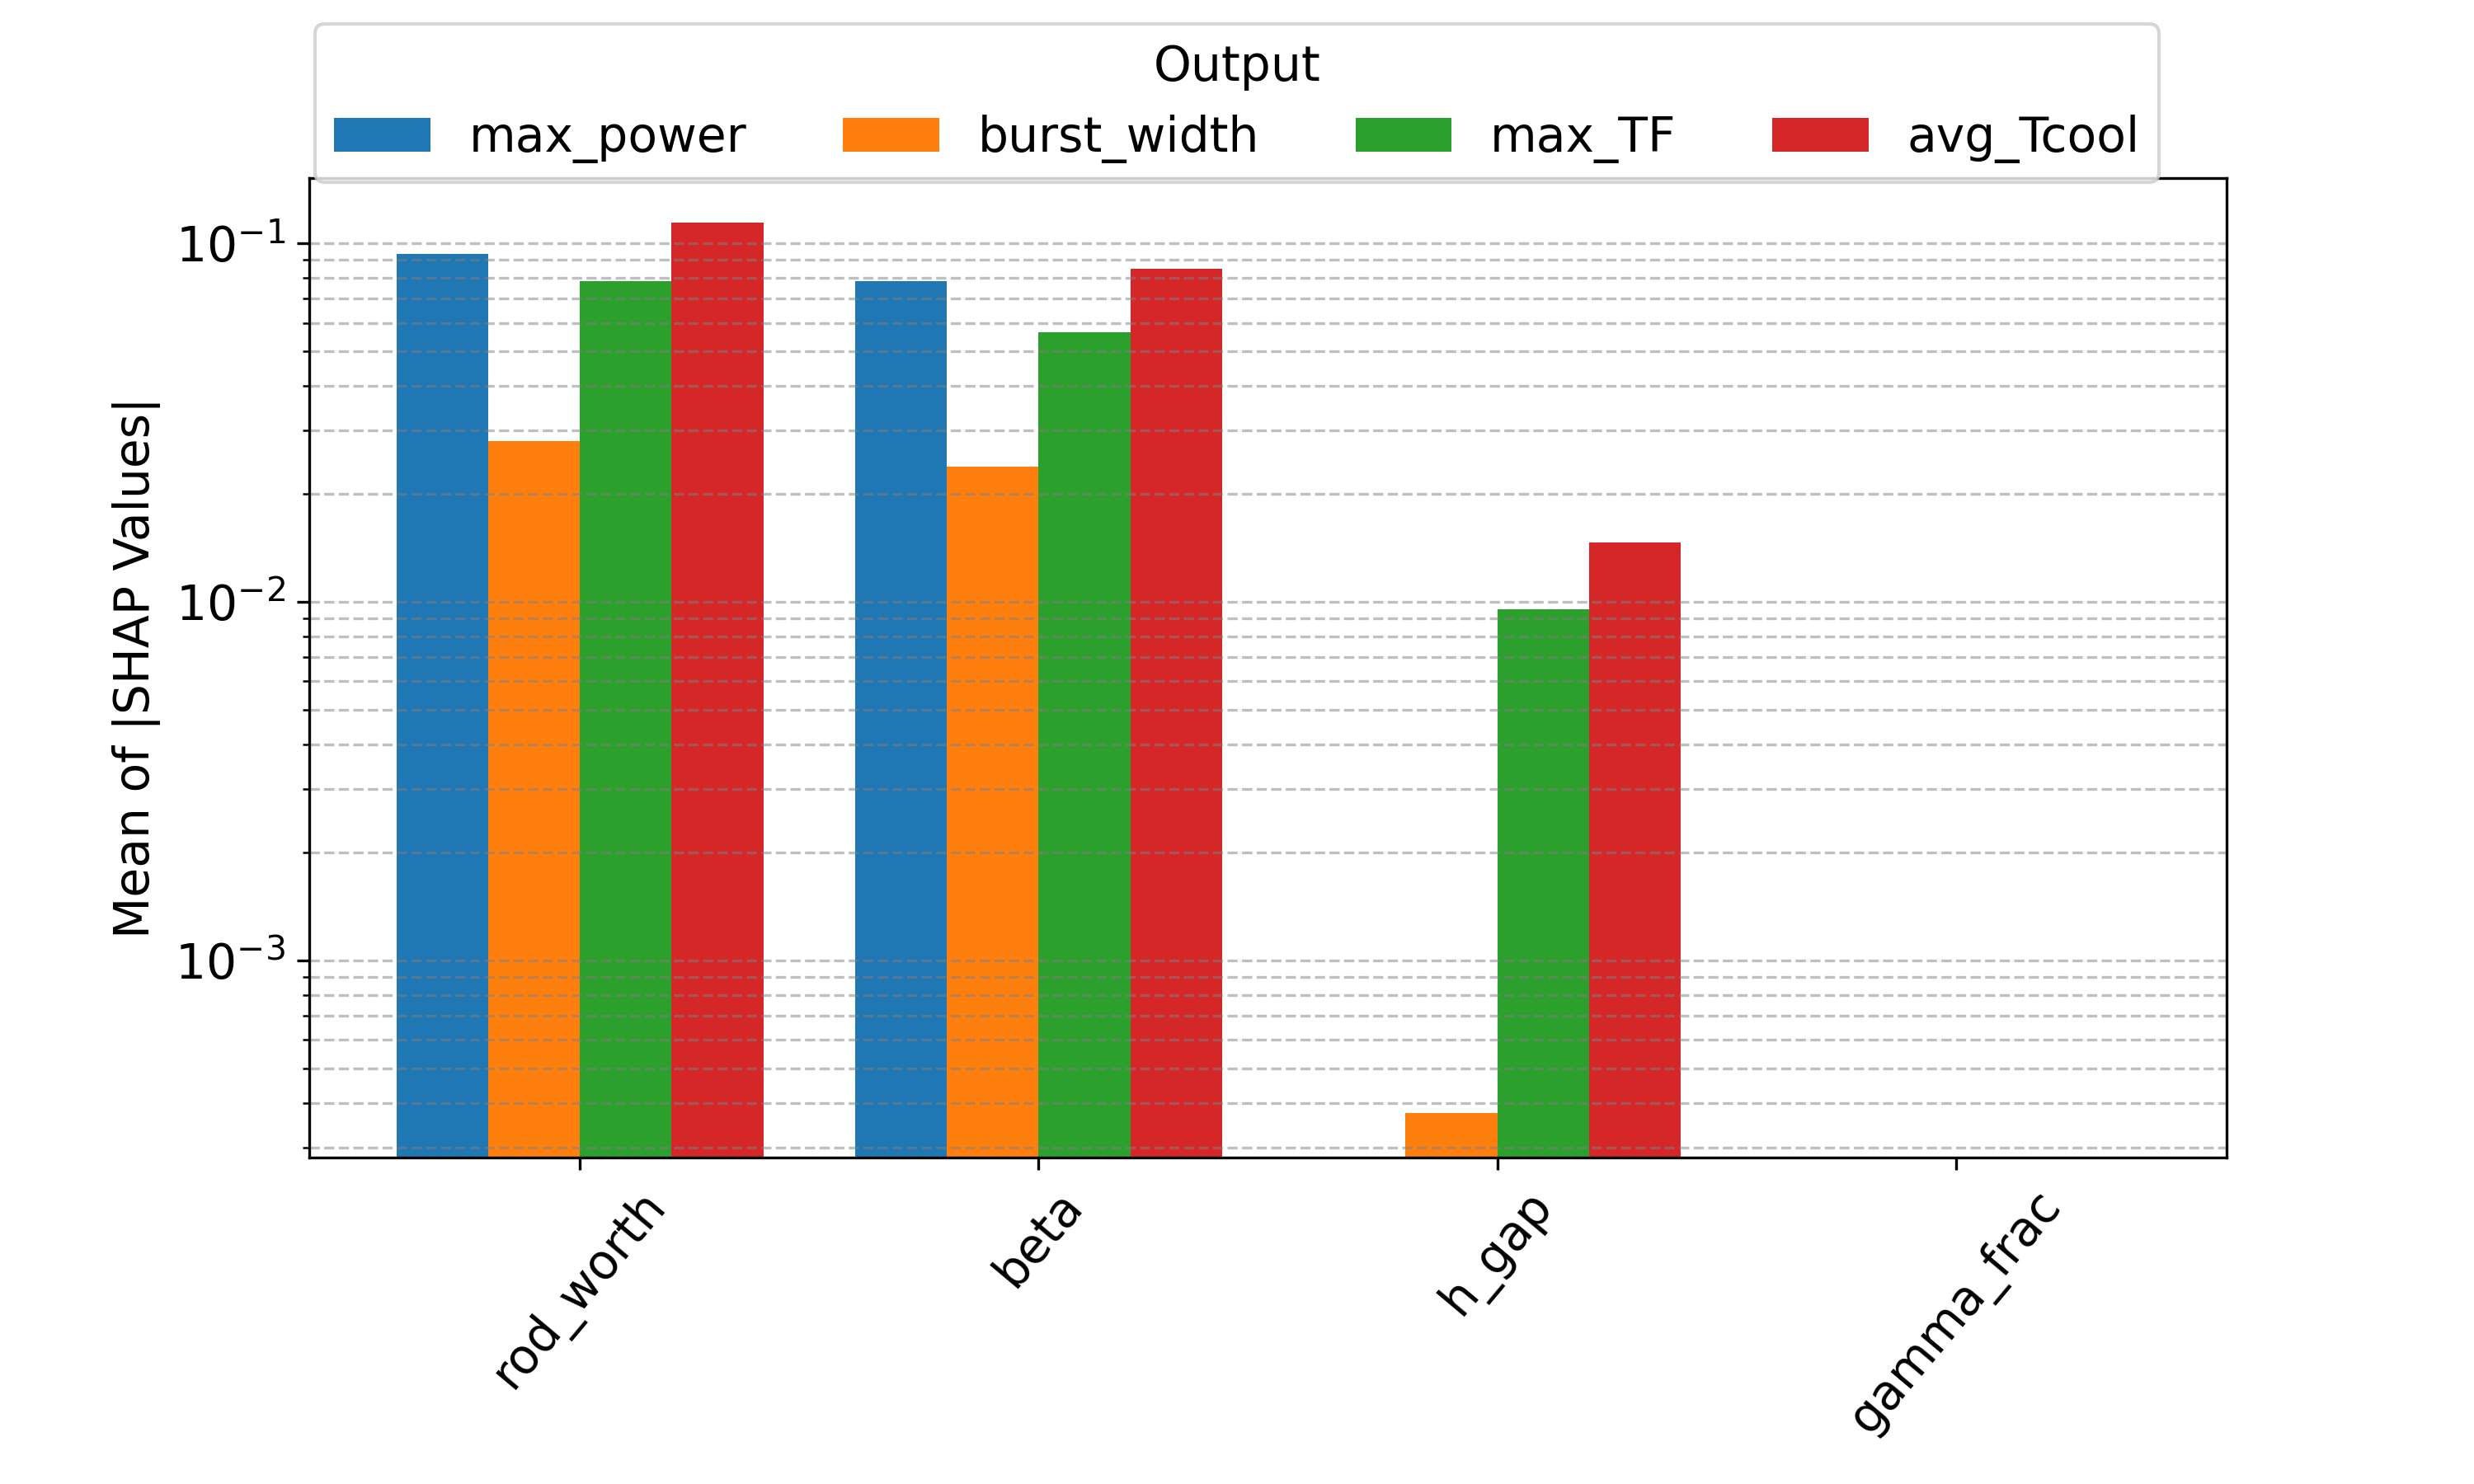 Output
max_power burst_width max_TF avg_Tcool
Mean of |SHAP Values|
10⁻¹
10⁻²
10⁻³
rod_worth
beta
h_gap
gamma_frac